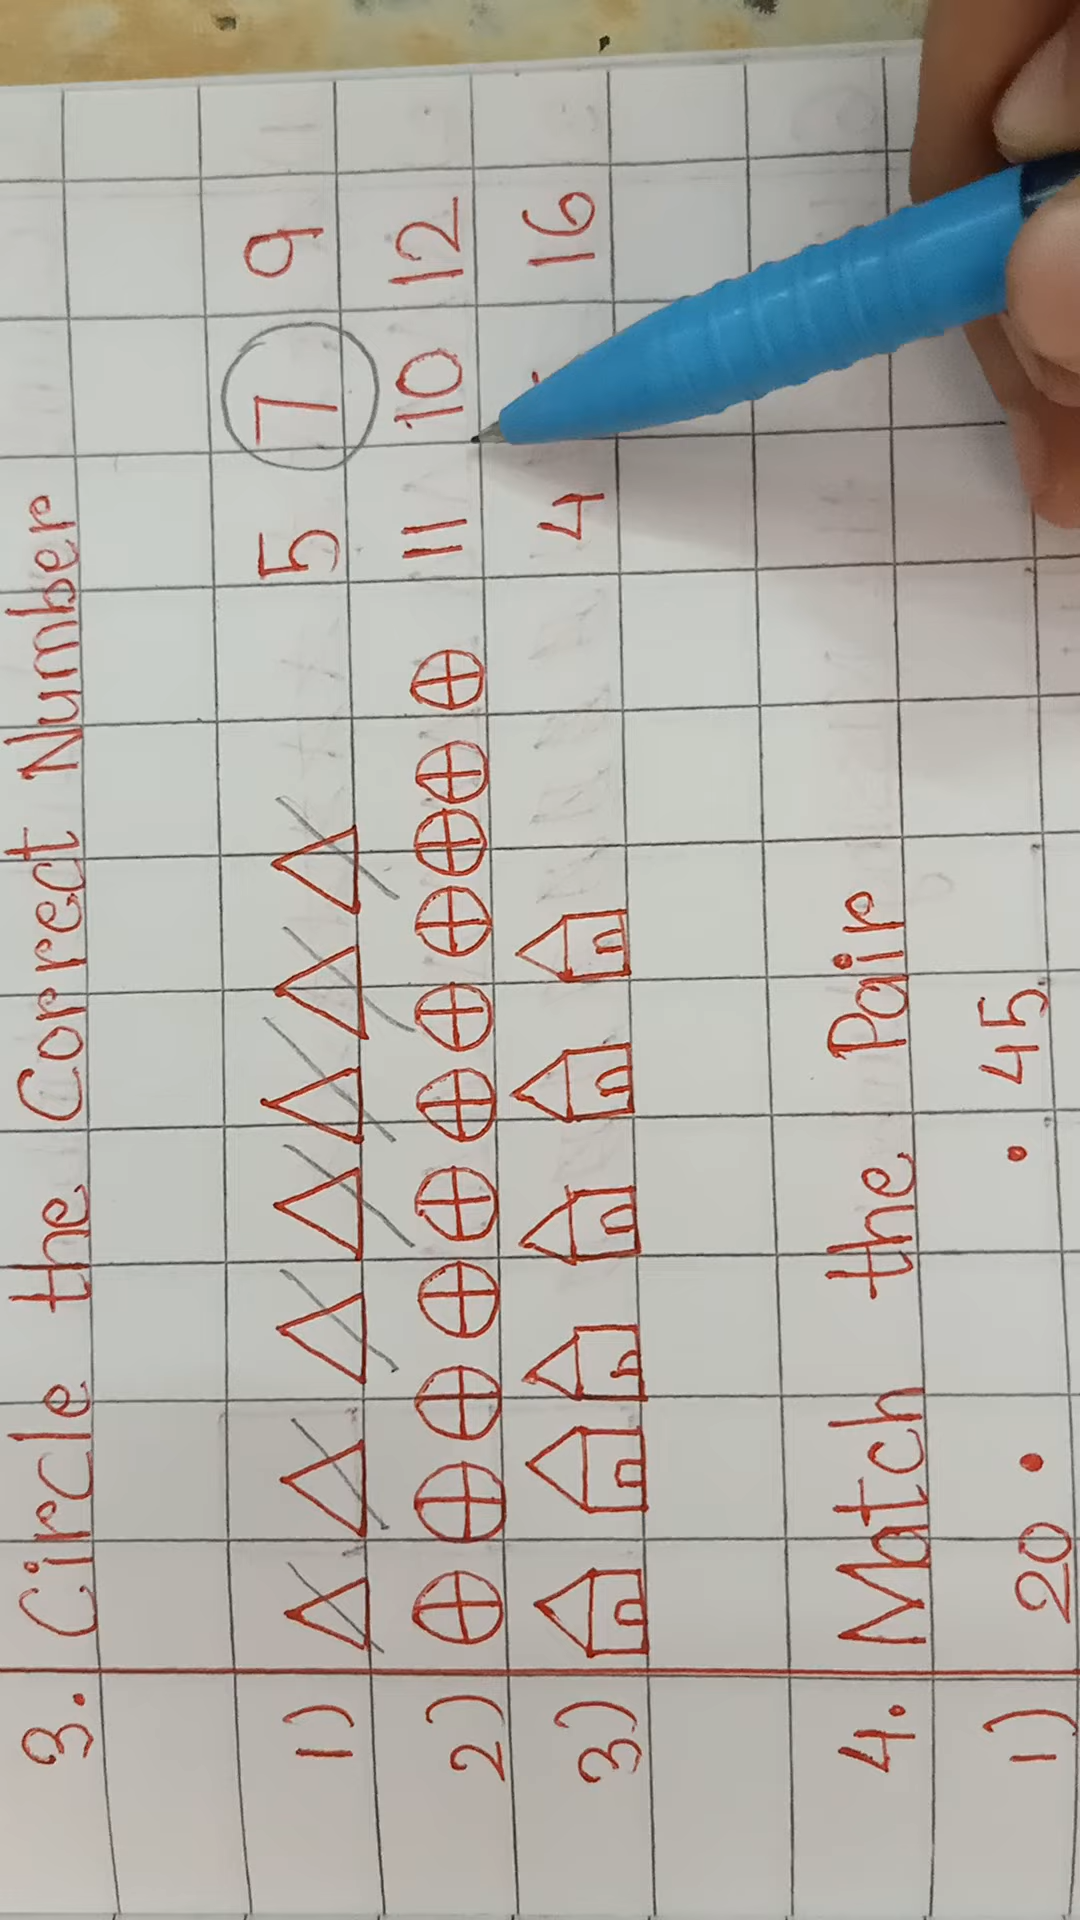 3. Circle the Correct Number
1) 5 7 9
2) 11 10 12
3) 4 16
4. Match the Pair
1) 20 • • 45